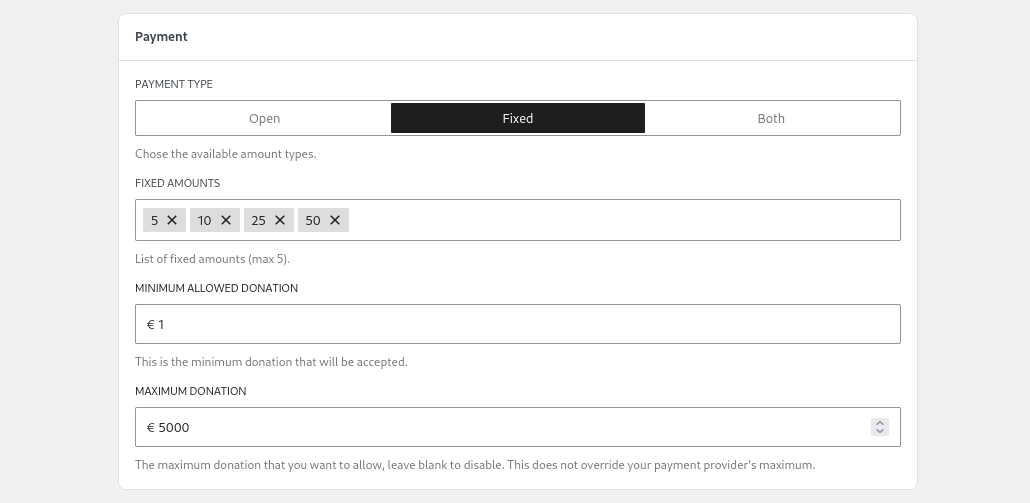 Payment
PAYMENT TYPE
Open Fixed Both
Chose the available amount types.
FIXED AMOUNTS
5 ✕ 10 ✕ 25 ✕ 50 ✕
List of fixed amounts (max 5).
MINIMUM ALLOWED DONATION
€ 1
This is the minimum donation that will be accepted.
MAXIMUM DONATION
€ 5000
The maximum donation that you want to allow, leave blank to disable. This does not override your payment provider's maximum.